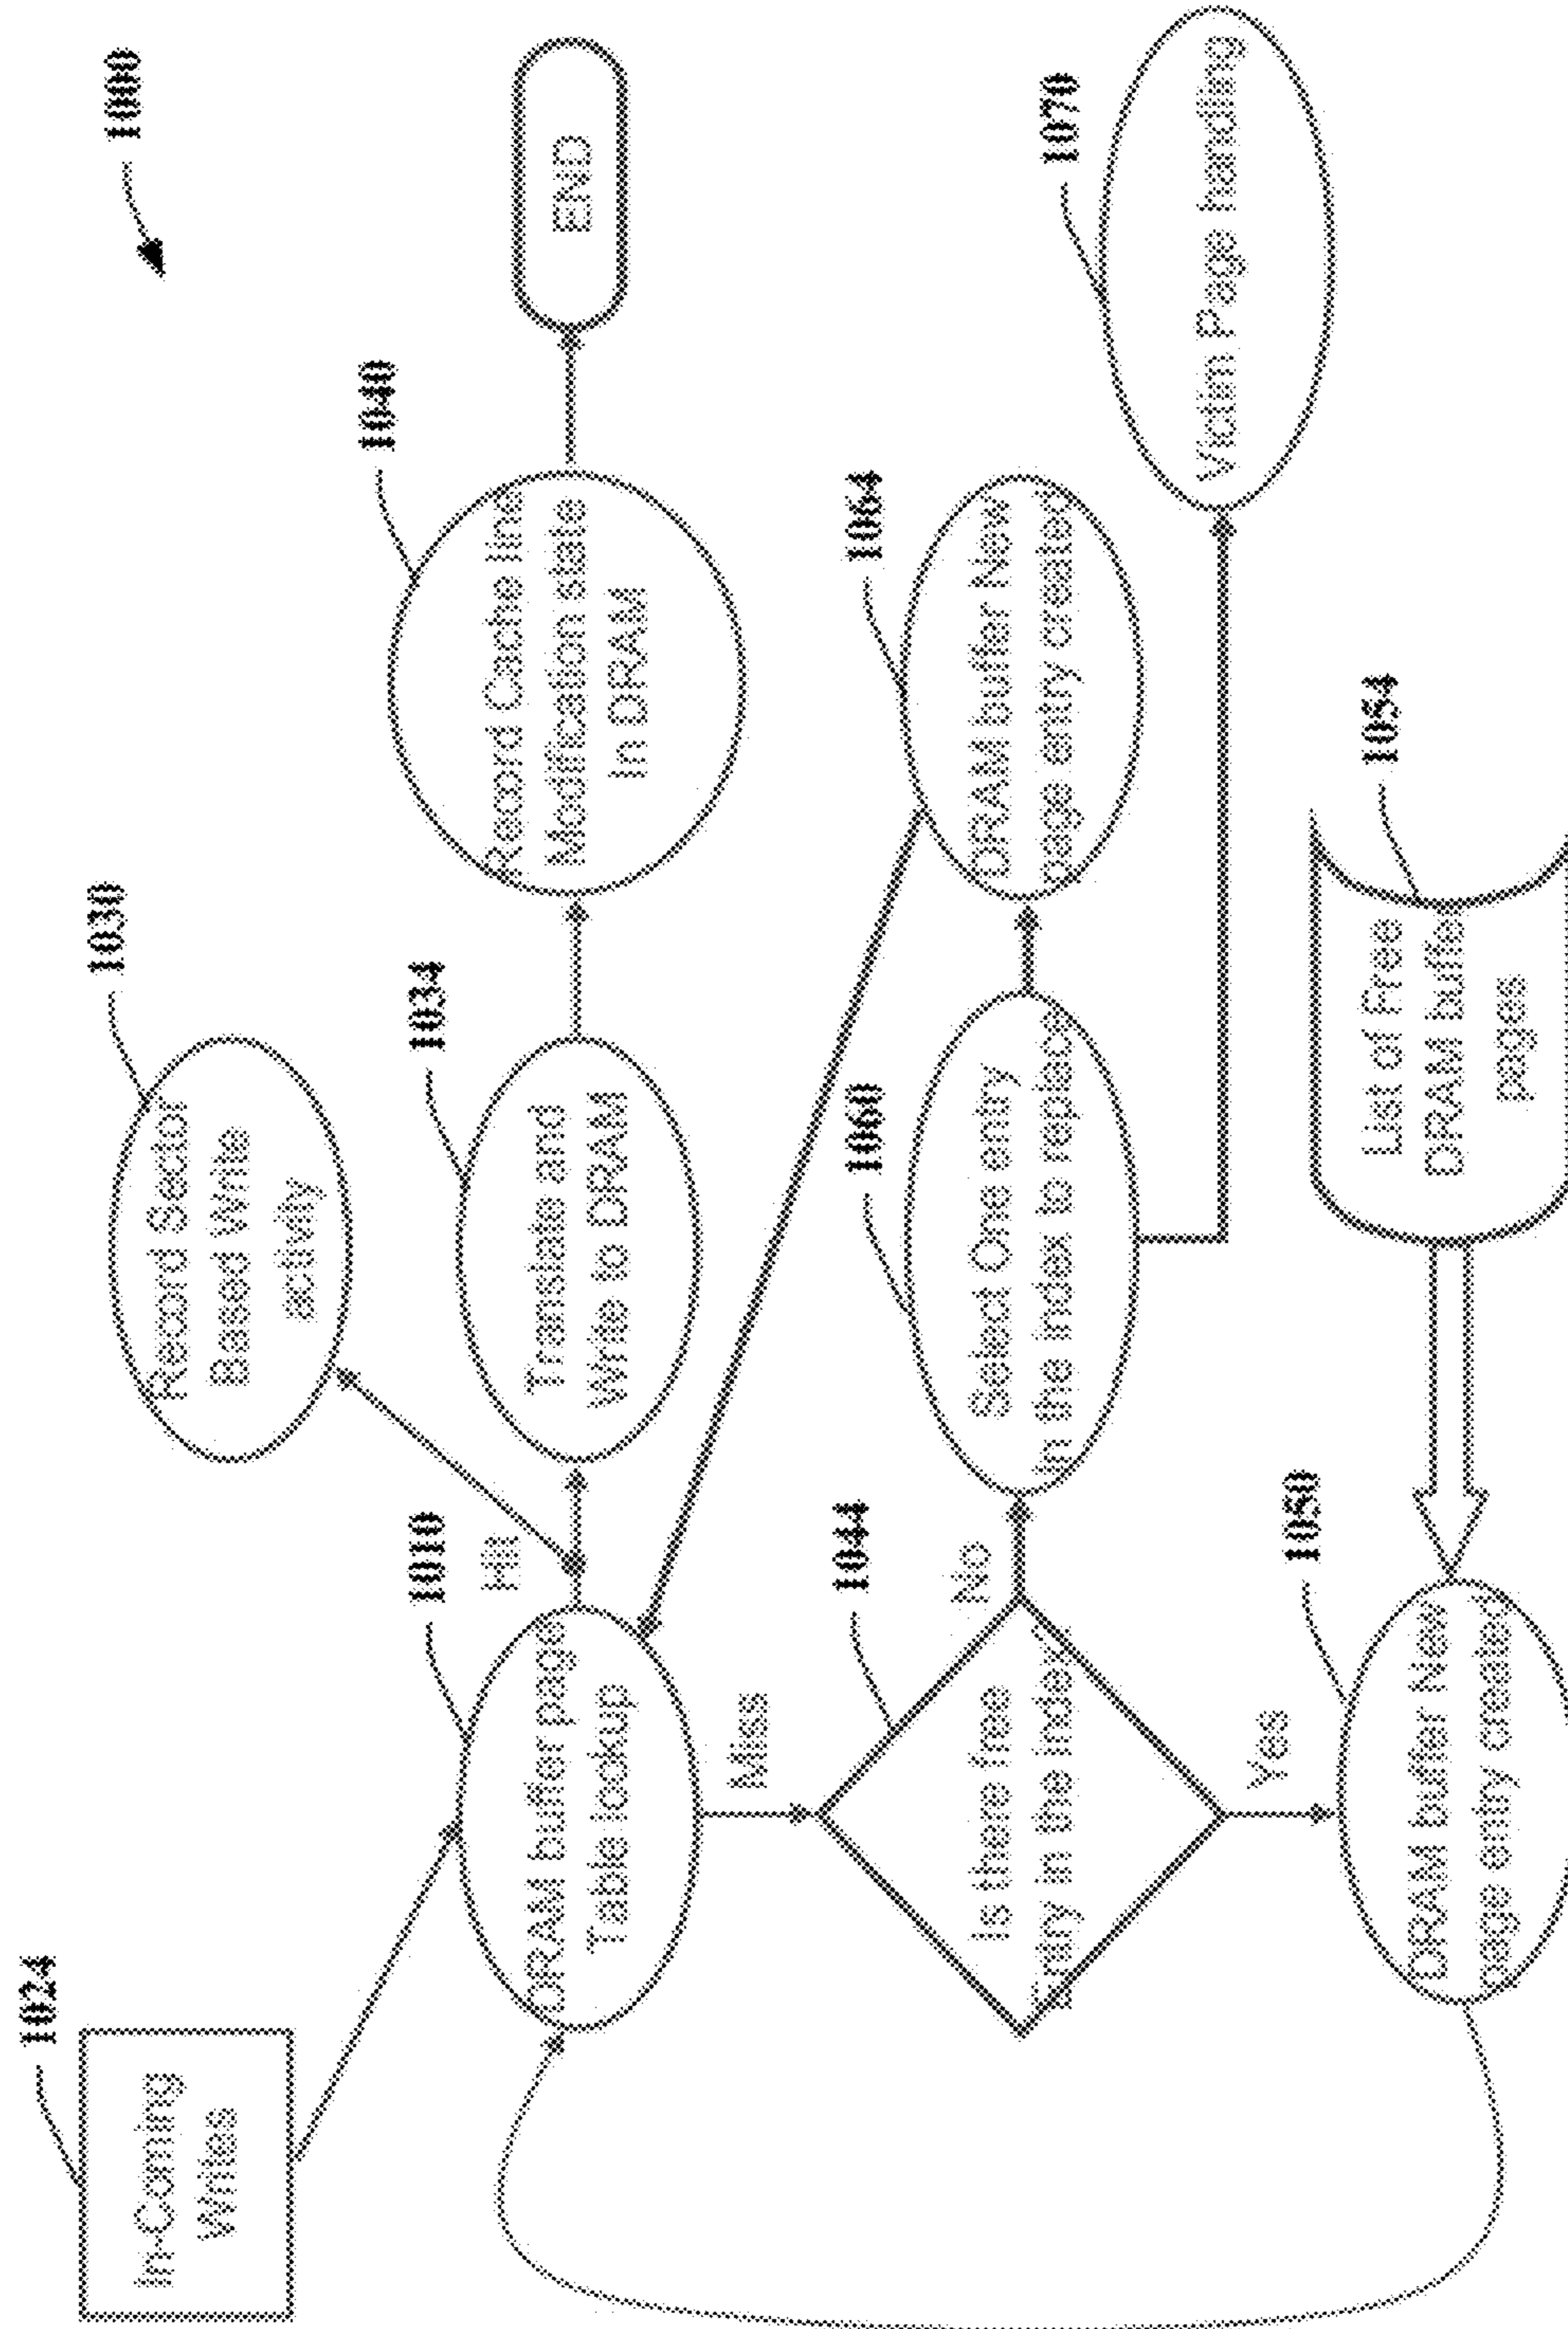 1000
1024
In-Coming
Writes
1030
Record Sector
Based Write
activity
1010
DRAM buffer page
Table lookup
Hit
1034
Translate and
Write to DRAM
1040
Record Cache line
Modification state
In DRAM
END
Miss
1044
Is there free
Entry in the Index
No
1060
Select One entry
in the index to replace
1064
DRAM buffer New
page entry created
1070
Victim Page handling
Yes
1050
DRAM buffer New
page entry created
1054
List of Free
DRAM buffer
pages